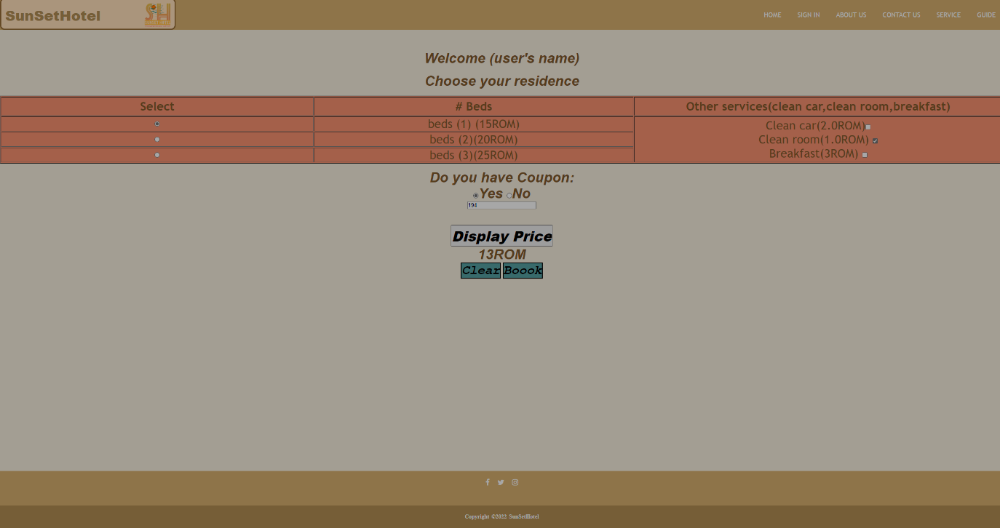 SunSetHotel SH
HOME SIGN IN ABOUT US CONTACT US SERVICE GUIDE
Welcome (user's name)
Choose your residence
Select # Beds Other services(clean car,clean room,breakfast)
beds (1) (15ROM) Clean car(2.0ROM)
beds (2)(20ROM) Clean room(1.0ROM)
beds (3)(25ROM) Breakfast(3ROM)
Do you have Coupon:
Yes No
194
Display Price
13ROM
Clear Boook
Copyright ©2022 SunSetHotel